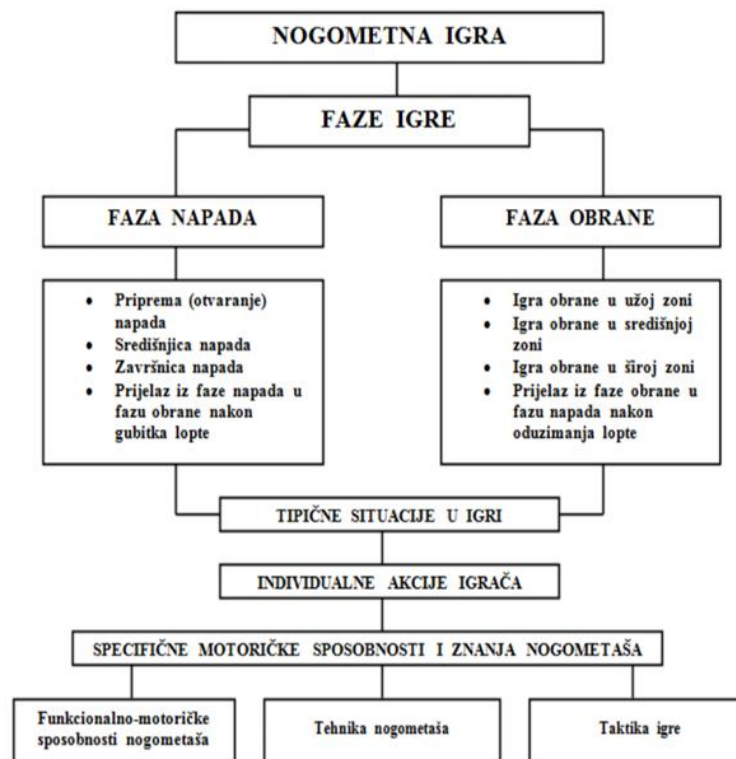 NOGOMETNA IGRA
FAZE IGRE
FAZA NAPADA
• Priprema (otvaranje)
napada
• Središnjica napada
• Završnica napada
• Prijelaz iz faze napada u
fazu obrane nakon
gubitka lopte
FAZA OBRANE
• Igra obrane u užoj zoni
• Igra obrane u središnjoj
zoni
• Igra obrane u široj zoni
• Prijelaz iz faze obrane u
fazu napada nakon
oduzimanja lopte
TIPIČNE SITUACIJE U IGRI
INDIVIDUALNE AKCIJE IGRAČA
SPECIFIČNE MOTORIČKE SPOSOBNOSTI I ZNANJA NOGOMETAŠA
Funkcionalno-motoričke
sposobnosti nogometaša
Tehnika nogometaša
Taktika igre